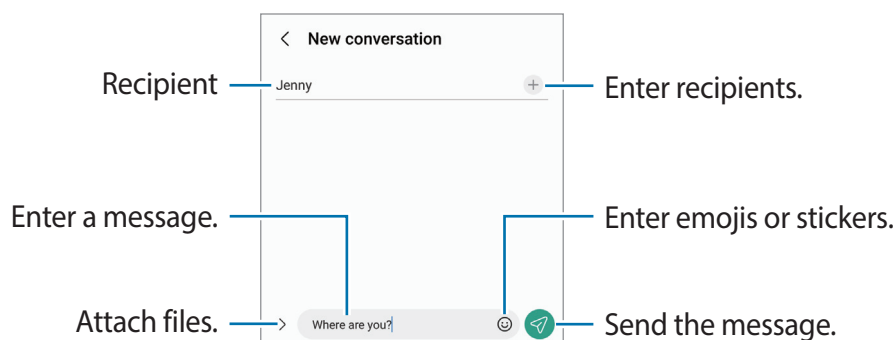 New conversation
Recipient
Jenny
Enter recipients.
Enter a message.
Enter emojis or stickers.
Attach files.
Where are you?
Send the message.